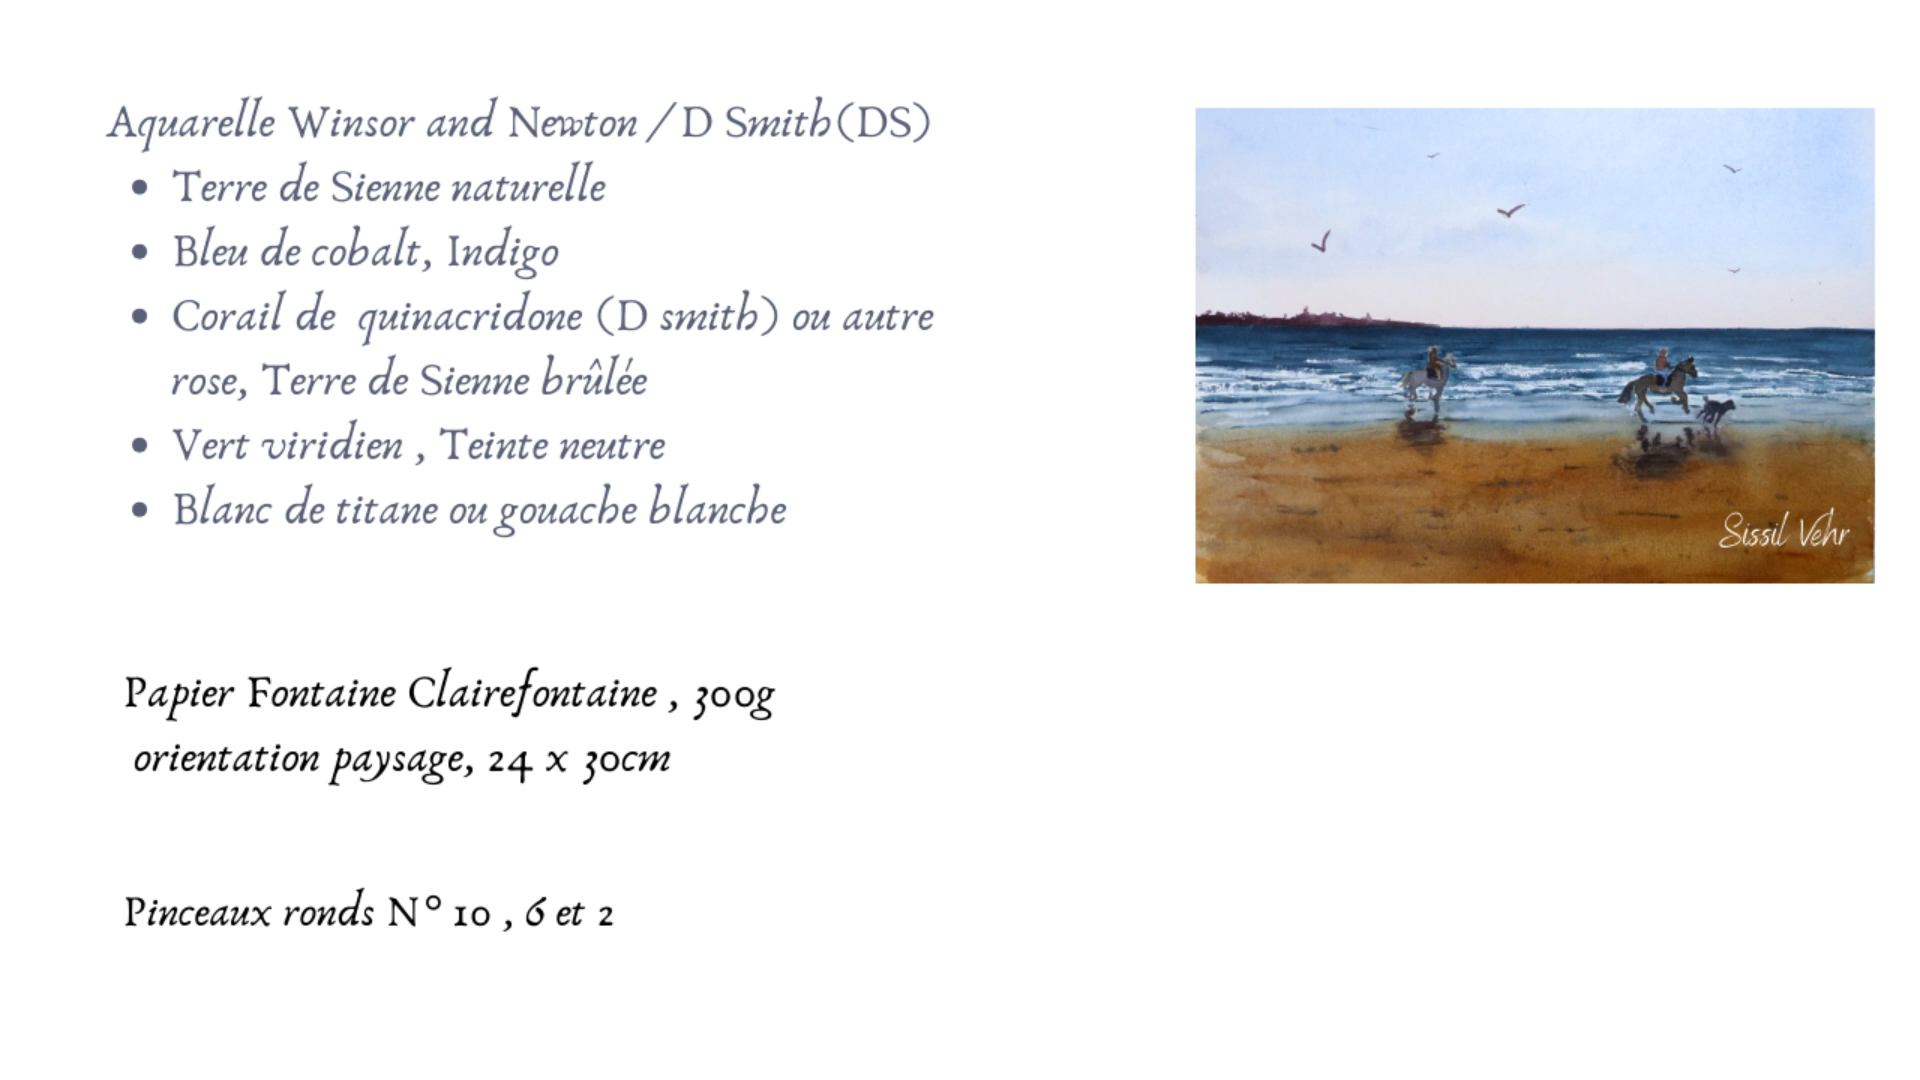 Aquarelle Winsor and Newton / D Smith(DS)
• Terre de Sienne naturelle
• Bleu de cobalt, Indigo
• Corail de quinacridone (D smith) ou autre
rose, Terre de Sienne brûlée
• Vert viridien , Teinte neutre
• Blanc de titane ou gouache blanche
Sissil Vehr
Papier Fontaine Clairefontaine , 300g
orientation paysage, 24 x 30cm
Pinceaux ronds N° 10 , 6 et 2